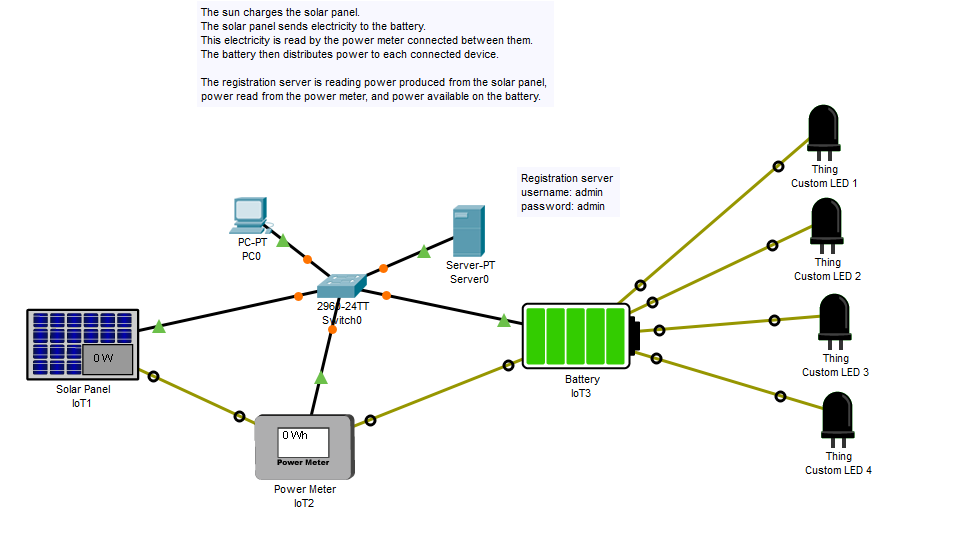 The sun charges the solar panel.
The solar panel sends electricity to the battery.
This electricity is read by the power meter connected between them.
The battery then distributes power to each connected device.
The registration server is reading power produced from the solar panel,
power read from the power meter, and power available on the battery.
Registration server
username: admin
password: admin
Thing
Custom LED 1
PC-PT
PC0
Server-PT
Server0
Thing
Custom LED 2
2960-24TT
Switch0
0 W
Solar Panel
IoT1
Battery
IoT3
Thing
Custom LED 3
0 Wh
Power Meter
Power Meter
IoT2
Thing
Custom LED 4